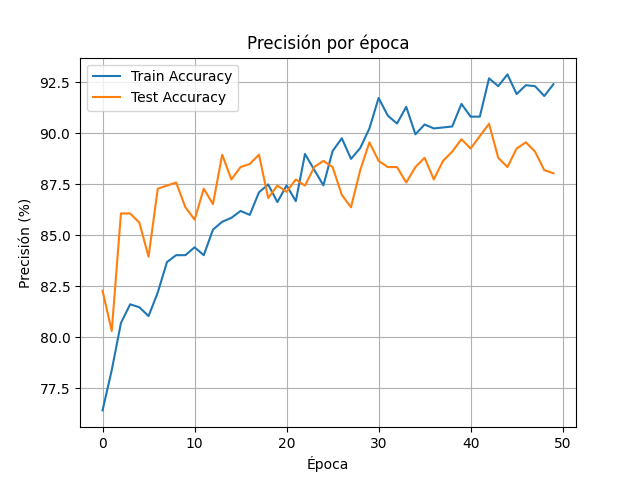 Precisión por época
Train Accuracy
Test Accuracy
92.5
90.0
87.5
85.0
82.5
80.0
77.5
Precisión (%)
0 10 20 30 40 50
Época